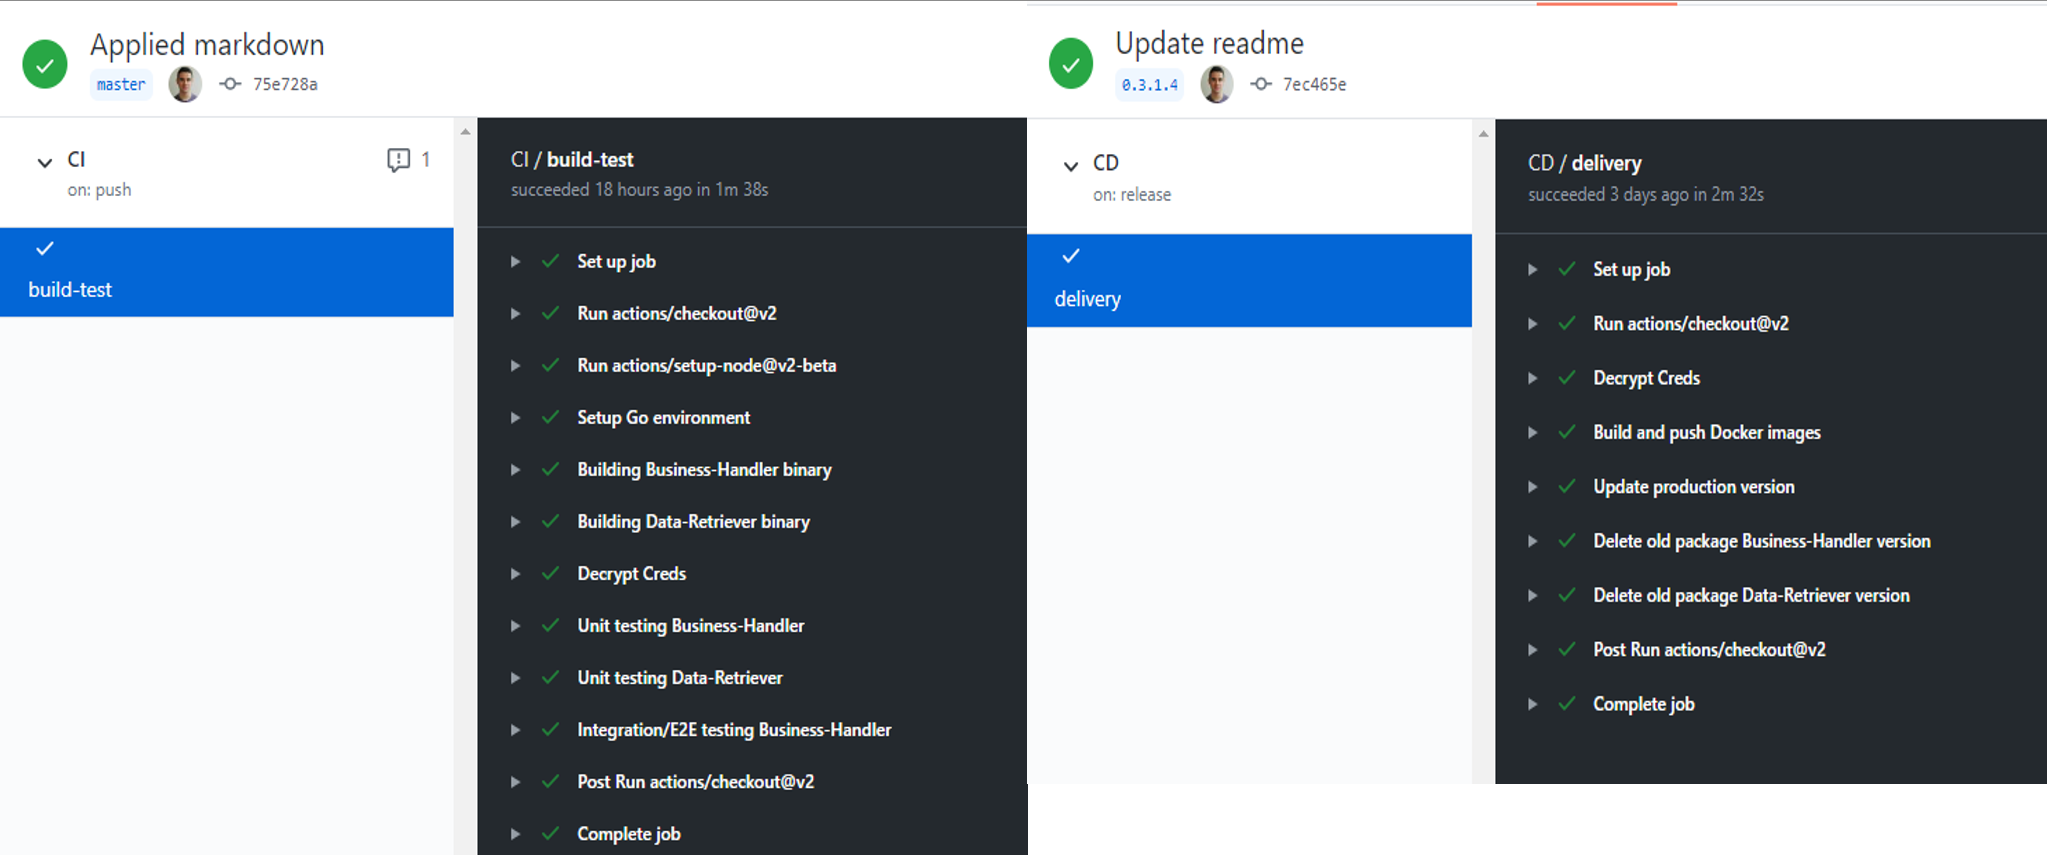 Applied markdown
master 75e728a
CI 1
on: push
build-test
CI / build-test
succeeded 18 hours ago in 1m 38s
Set up job
Run actions/checkout@v2
Run actions/setup-node@v2-beta
Setup Go environment
Building Business-Handler binary
Building Data-Retriever binary
Decrypt Creds
Unit testing Business-Handler
Unit testing Data-Retriever
Integration/E2E testing Business-Handler
Post Run actions/checkout@v2
Complete job
Update readme
0.3.1.4 7ec465e
CD
on: release
delivery
CD / delivery
succeeded 3 days ago in 2m 32s
Set up job
Run actions/checkout@v2
Decrypt Creds
Build and push Docker images
Update production version
Delete old package Business-Handler version
Delete old package Data-Retriever version
Post Run actions/checkout@v2
Complete job